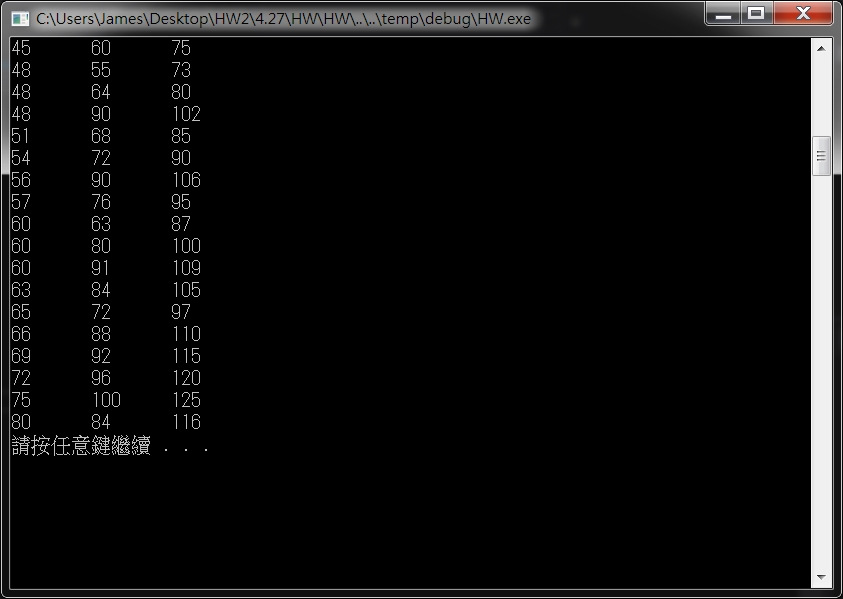 C:\Users\James\Desktop\HW2\4.27\HW\HW\..\..\temp\debug\HW.exe
45 60 75
48 55 73
48 64 80
48 90 102
51 68 85
54 72 90
56 90 106
57 76 95
60 63 87
60 80 100
60 91 109
63 84 105
65 72 97
66 88 110
69 92 115
72 96 120
75 100 125
80 84 116
請按任意鍵繼續 . . .